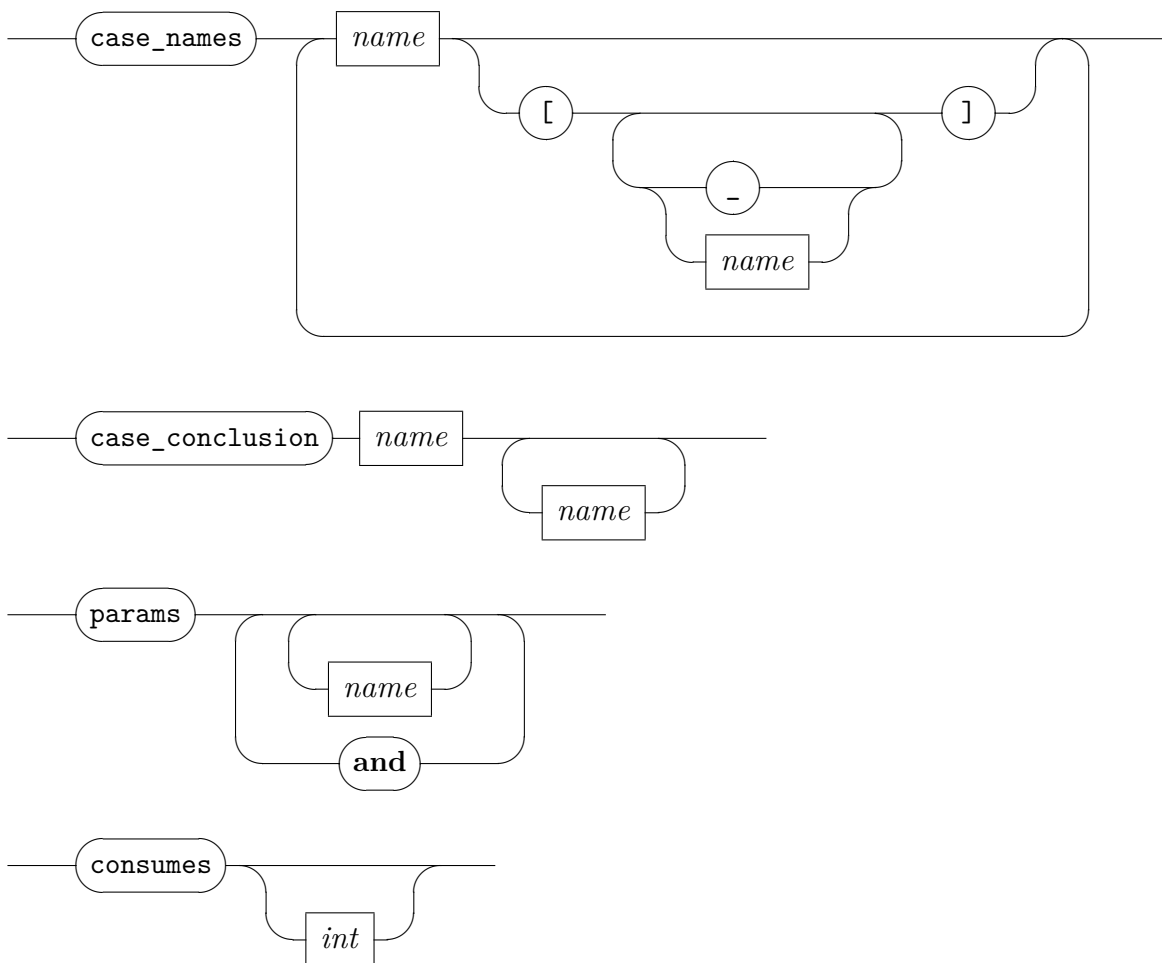 case_names name
[ ]
_
name
case_conclusion name
name
params
name
and
consumes
int